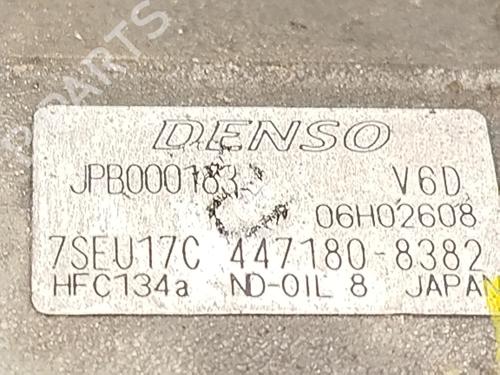 DENSO
JPB000183
V6D
06H02608
7SEU17C 447180-8382
HFC134a ND-OIL 8 JAPAN